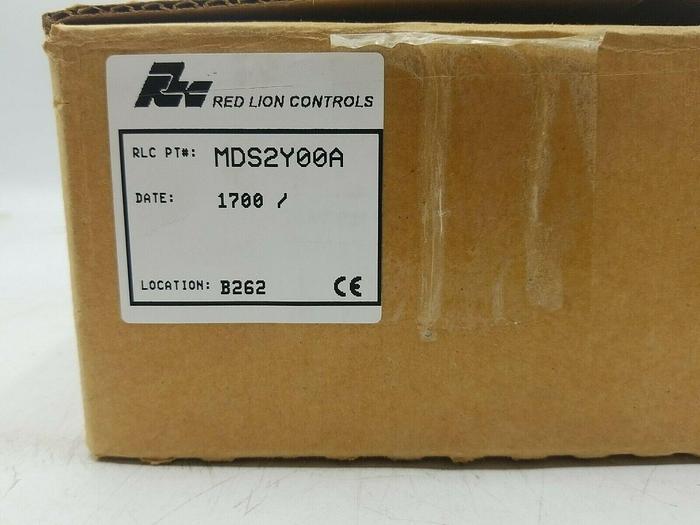 RLC RED LION CONTROLS
RLC PT#: MDS2Y00A
DATE: 1700 /
LOCATION: B262 CE